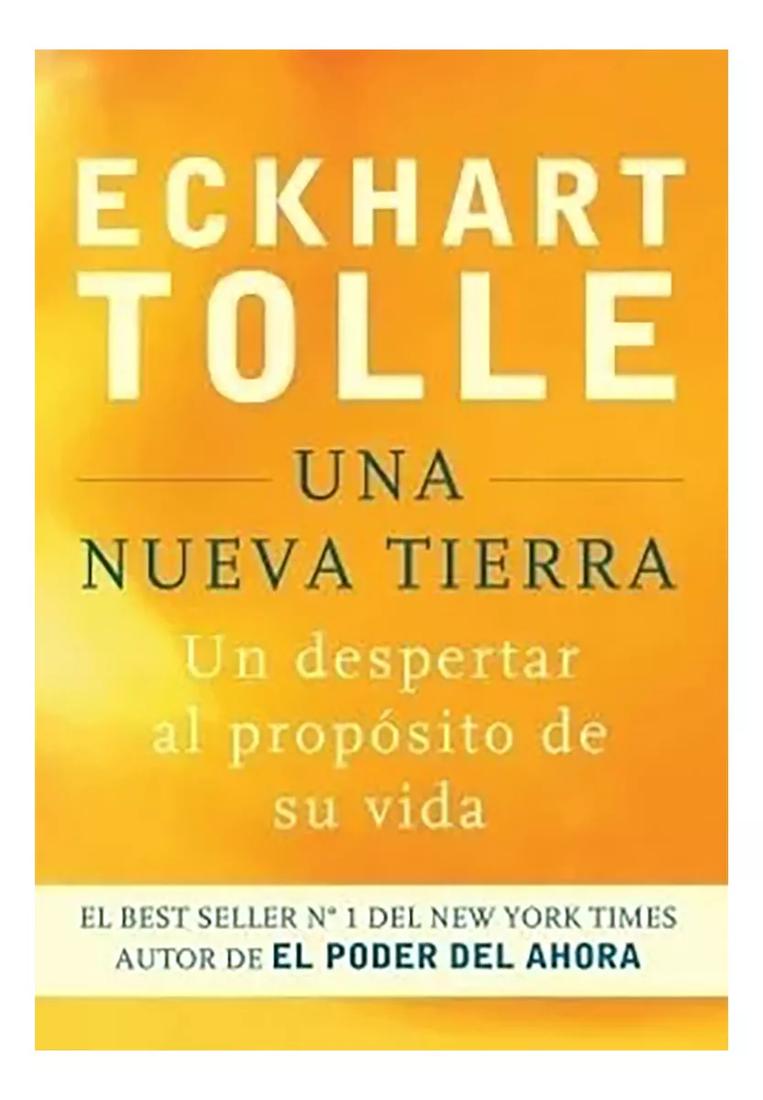 ECKHART
TOLLE
UNA
NUEVA TIERRA
Un despertar
al propósito de
su vida
EL BEST SELLER Nº 1 DEL NEW YORK TIMES
AUTOR DE EL PODER DEL AHORA